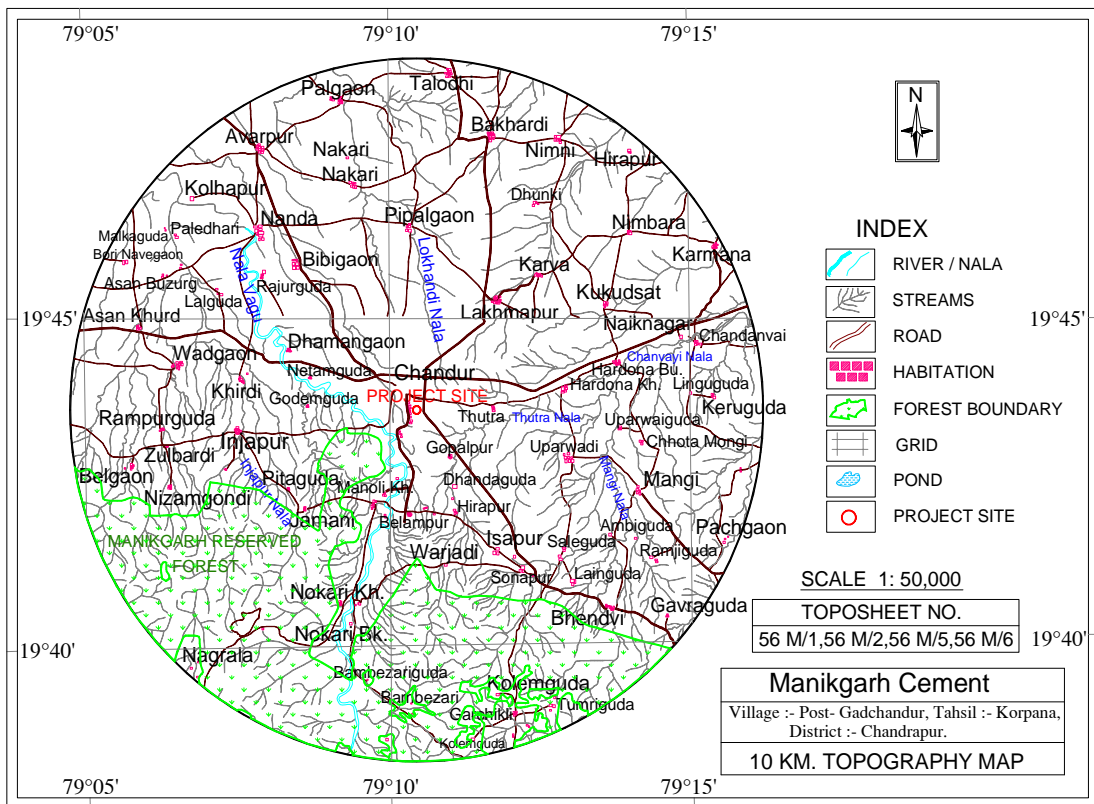 79°05'
79°10'
79°15'
Talodhi
Palgaon
Avarpur
Bakhardi
Nimni
Nakari
Hirapur
Nakari
Kolhapur
Dhunki
Nanda
Pipalgaon
Nimbara
Paledhari
Malkaguda
Bori Navegaon
Bibigaon
Karmana
Nala Vagu
Lokhandi Nala
Karva
Asan Buzurg
Rajurguda
Lalguda
Kukudsat
Lakhmapur
19°45'
Asan Khurd
Naiknagar
19°45'
Chandanvai
Dhamangaon
Wadgaon
Chanvayi Nala
Netamguda
Chandur
Hardona Bu.
Khirdi
Hardona Kh.
Linguguda
PROJECT SITE
Godemguda
Keruguda
Rampurguda
Thutra
Thutra Nala
Uparwaiguda
Injapur
Gopalpur
Uparwadi
Chhota Mongi
Zulbardi
Belgaon
Pitaguda
Injapur Nala
Dhandaguda
Mangi Nala
Mangi
Nizamgondi
Manoli Kh.
Jamani
Belampur
Hirapur
Ambiguda
Pachgaon
MANIKGARH RESERVED
FOREST
Isapur
Warjadi
Saleguda
Ramjiguda
Sonapur
Lainguda
Nokari Kh.
Bhendvi
Gavraguda
Nokari Bk.
19°40'
19°40'
Nagrala
Bambezariguda
Kolemguda
Bambezari
Tumriguda
Garchikli
Kolemguda
79°05'
79°10'
79°15'
N
INDEX
RIVER / NALA
STREAMS
ROAD
HABITATION
FOREST BOUNDARY
GRID
POND
PROJECT SITE
SCALE 1: 50,000
TOPOSHEET NO.
56 M/1,56 M/2,56 M/5,56 M/6
Manikgarh Cement
Village :- Post- Gadchandur, Tahsil :- Korpana,
District :- Chandrapur.
10 KM. TOPOGRAPHY MAP